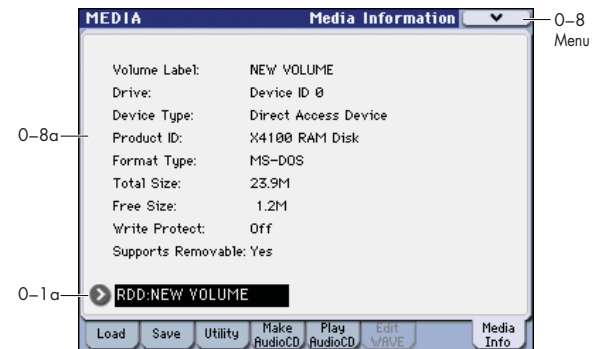 MEDIA Media Information
0–8
Menu
Volume Label: NEW VOLUME
Drive: Device ID 0
Device Type: Direct Access Device
0–8a
Product ID: X4100 RAM Disk
Format Type: MS-DOS
Total Size: 23.9M
Free Size: 1.2M
Write Protect: Off
Supports Removable: Yes
0–1a
RDD:NEW VOLUME
Load Save Utility Make AudioCD Play AudioCD Edit WAVE Media Info